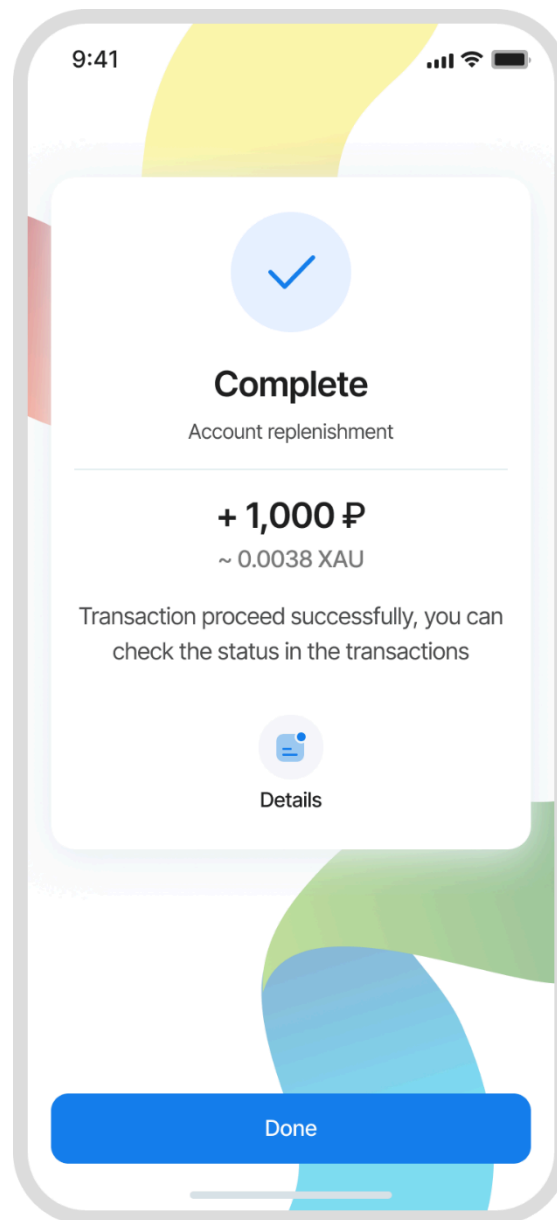 9:41
Complete
Account replenishment
+ 1,000 ₽
~ 0.0038 XAU
Transaction proceed successfully, you can
check the status in the transactions
Details
Done